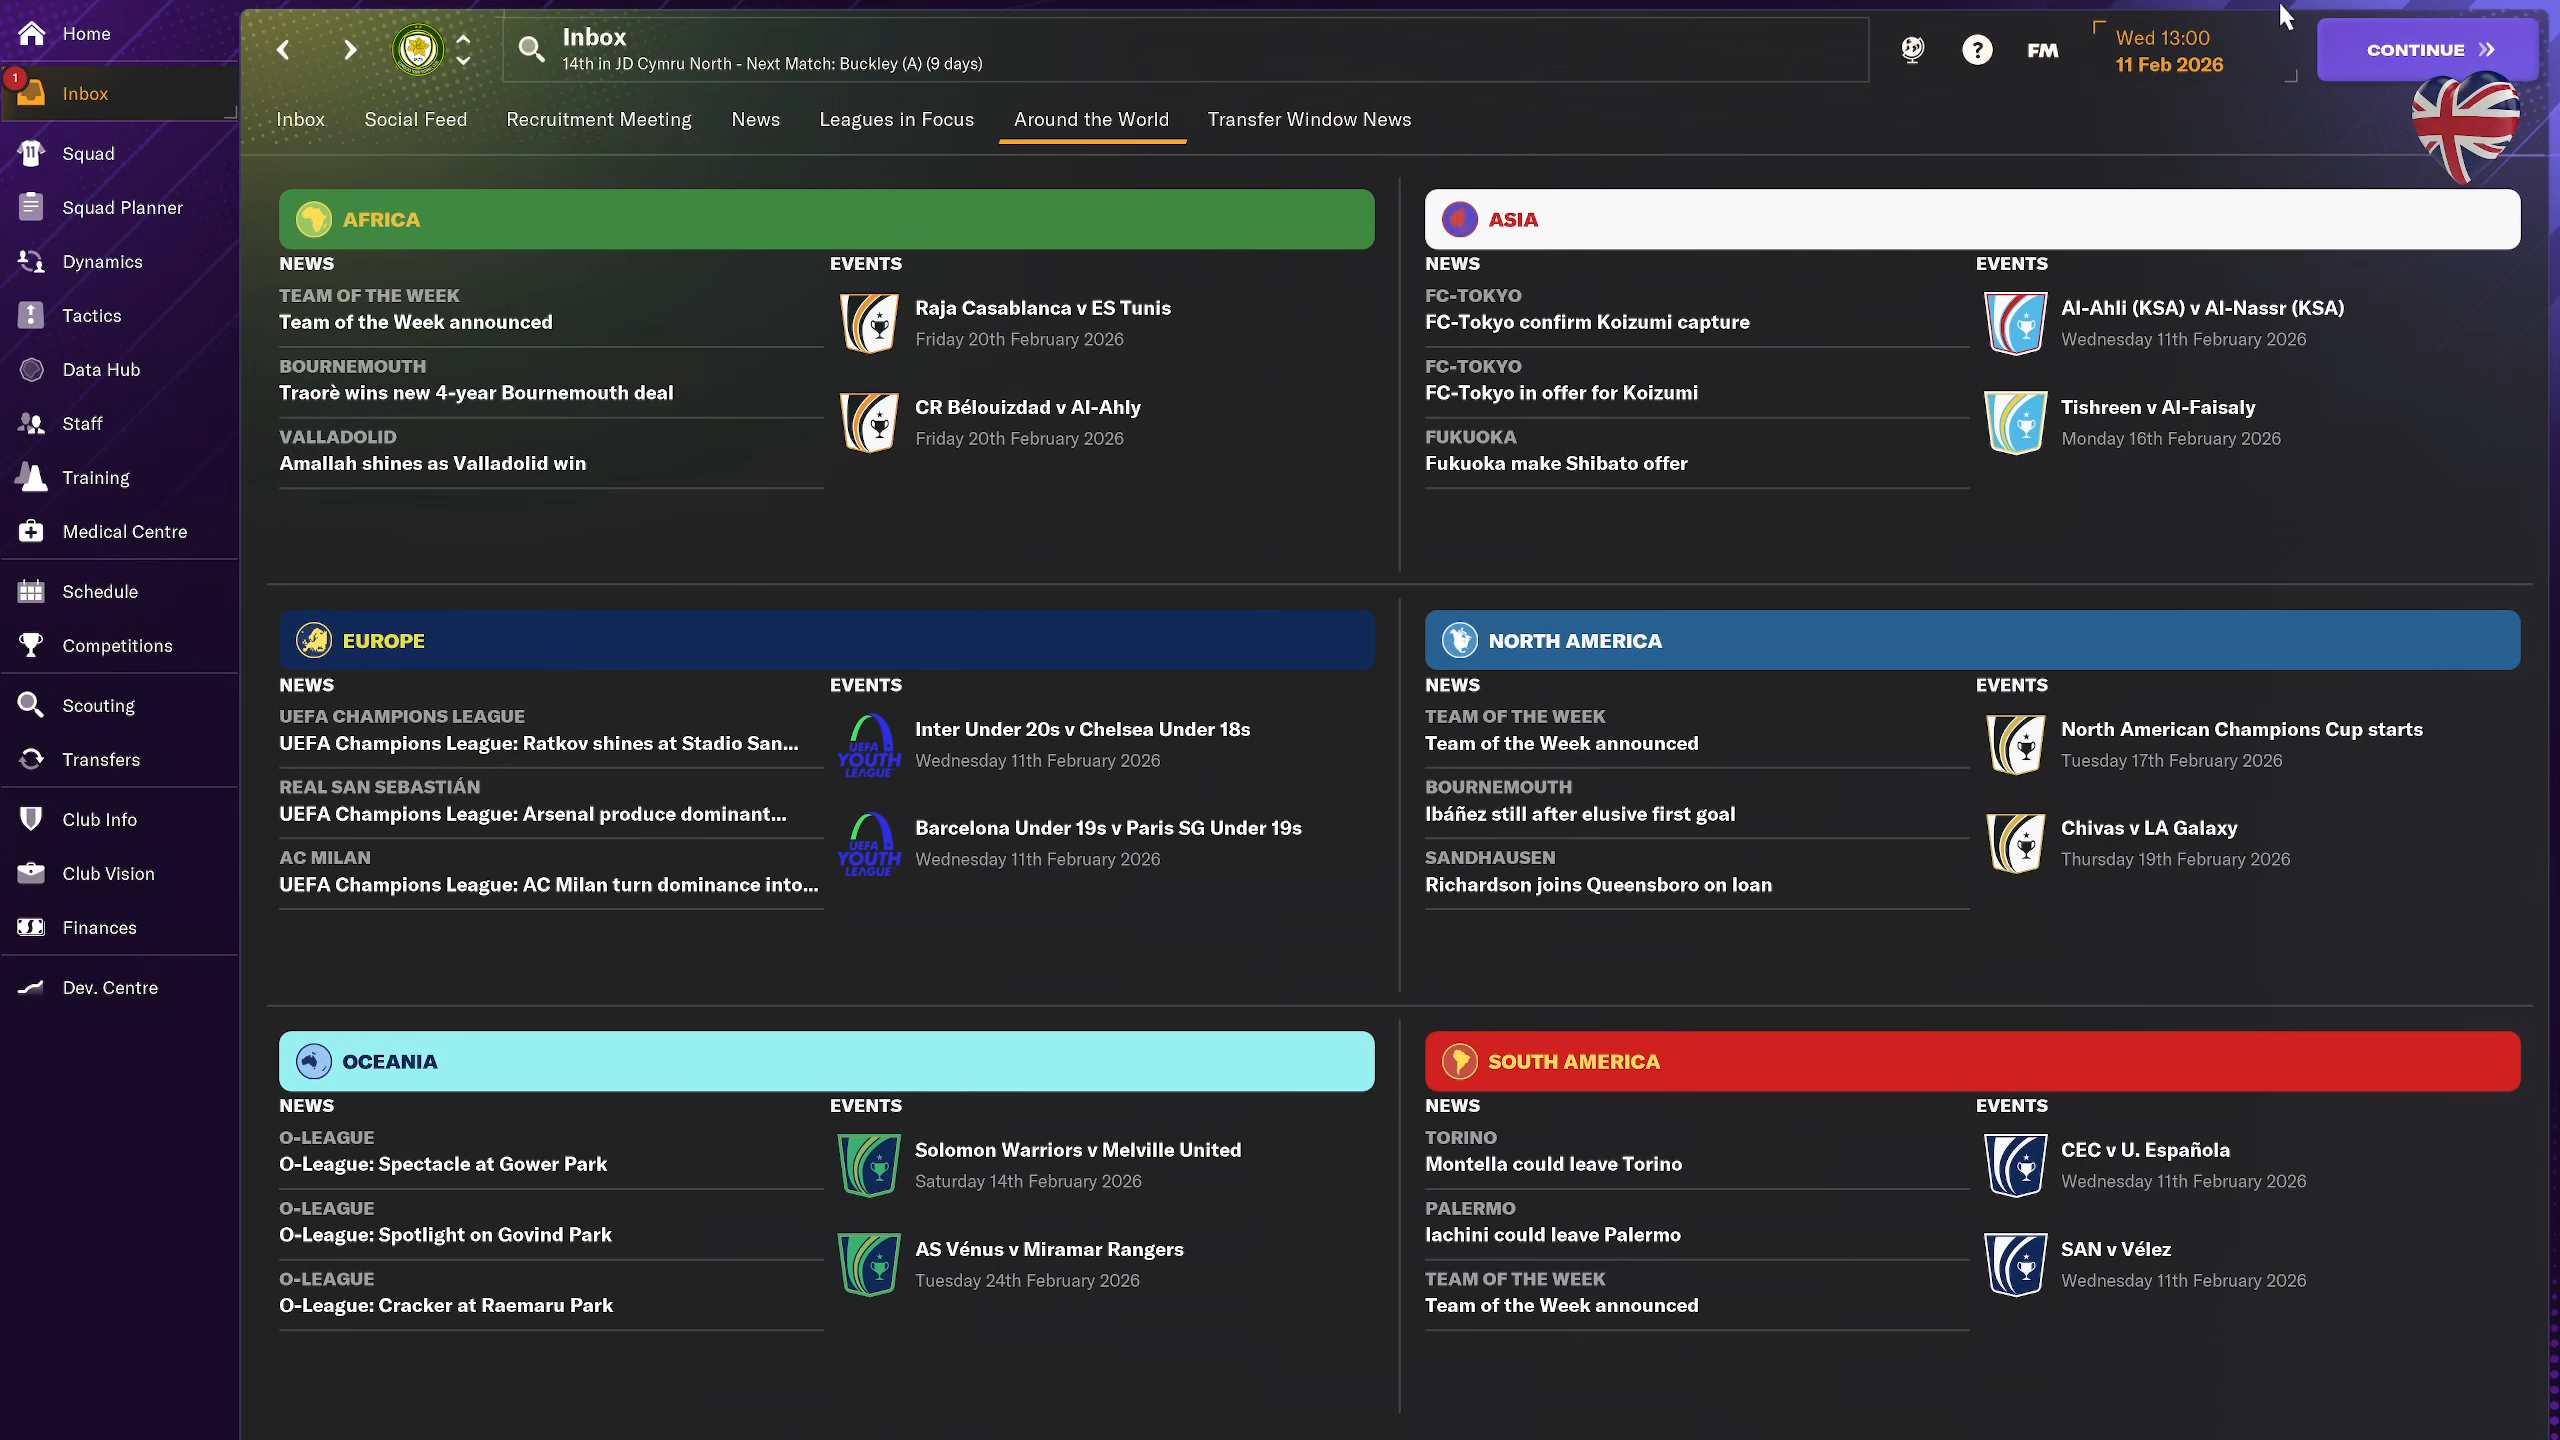 Home
1
Inbox
Squad
Squad Planner
Dynamics
Tactics
Data Hub
Staff
Training
Medical Centre
Schedule
Competitions
Scouting
Transfers
Club Info
Club Vision
Finances
Dev. Centre
Inbox
14th in JD Cymru North - Next Match: Buckley (A) (9 days)
?
FM
Wed 13:00
11 Feb 2026
CONTINUE
Inbox Social Feed Recruitment Meeting News Leagues in Focus Around the World Transfer Window News
AFRICA
NEWS
TEAM OF THE WEEK
Team of the Week announced
BOURNEMOUTH
Traorè wins new 4-year Bournemouth deal
VALLADOLID
Amallah shines as Valladolid win
EVENTS
Raja Casablanca v ES Tunis
Friday 20th February 2026
CR Bélouizdad v Al-Ahly
Friday 20th February 2026
ASIA
NEWS
FC-TOKYO
FC-Tokyo confirm Koizumi capture
FC-TOKYO
FC-Tokyo in offer for Koizumi
FUKUOKA
Fukuoka make Shibato offer
EVENTS
Al-Ahli (KSA) v Al-Nassr (KSA)
Wednesday 11th February 2026
Tishreen v Al-Faisaly
Monday 16th February 2026
EUROPE
NEWS
UEFA CHAMPIONS LEAGUE
UEFA Champions League: Ratkov shines at Stadio San...
REAL SAN SEBASTIÁN
UEFA Champions League: Arsenal produce dominant...
AC MILAN
UEFA Champions League: AC Milan turn dominance into...
EVENTS
UEFA
YOUTH
LEAGUE
Inter Under 20s v Chelsea Under 18s
Wednesday 11th February 2026
UEFA
YOUTH
LEAGUE
Barcelona Under 19s v Paris SG Under 19s
Wednesday 11th February 2026
NORTH AMERICA
NEWS
TEAM OF THE WEEK
Team of the Week announced
BOURNEMOUTH
Ibáñez still after elusive first goal
SANDHAUSEN
Richardson joins Queensboro on loan
EVENTS
North American Champions Cup starts
Tuesday 17th February 2026
Chivas v LA Galaxy
Thursday 19th February 2026
OCEANIA
NEWS
O-LEAGUE
O-League: Spectacle at Gower Park
O-LEAGUE
O-League: Spotlight on Govind Park
O-LEAGUE
O-League: Cracker at Raemaru Park
EVENTS
Solomon Warriors v Melville United
Saturday 14th February 2026
AS Vénus v Miramar Rangers
Tuesday 24th February 2026
SOUTH AMERICA
NEWS
TORINO
Montella could leave Torino
PALERMO
Iachini could leave Palermo
TEAM OF THE WEEK
Team of the Week announced
EVENTS
CEC v U. Española
Wednesday 11th February 2026
SAN v Vélez
Wednesday 11th February 2026